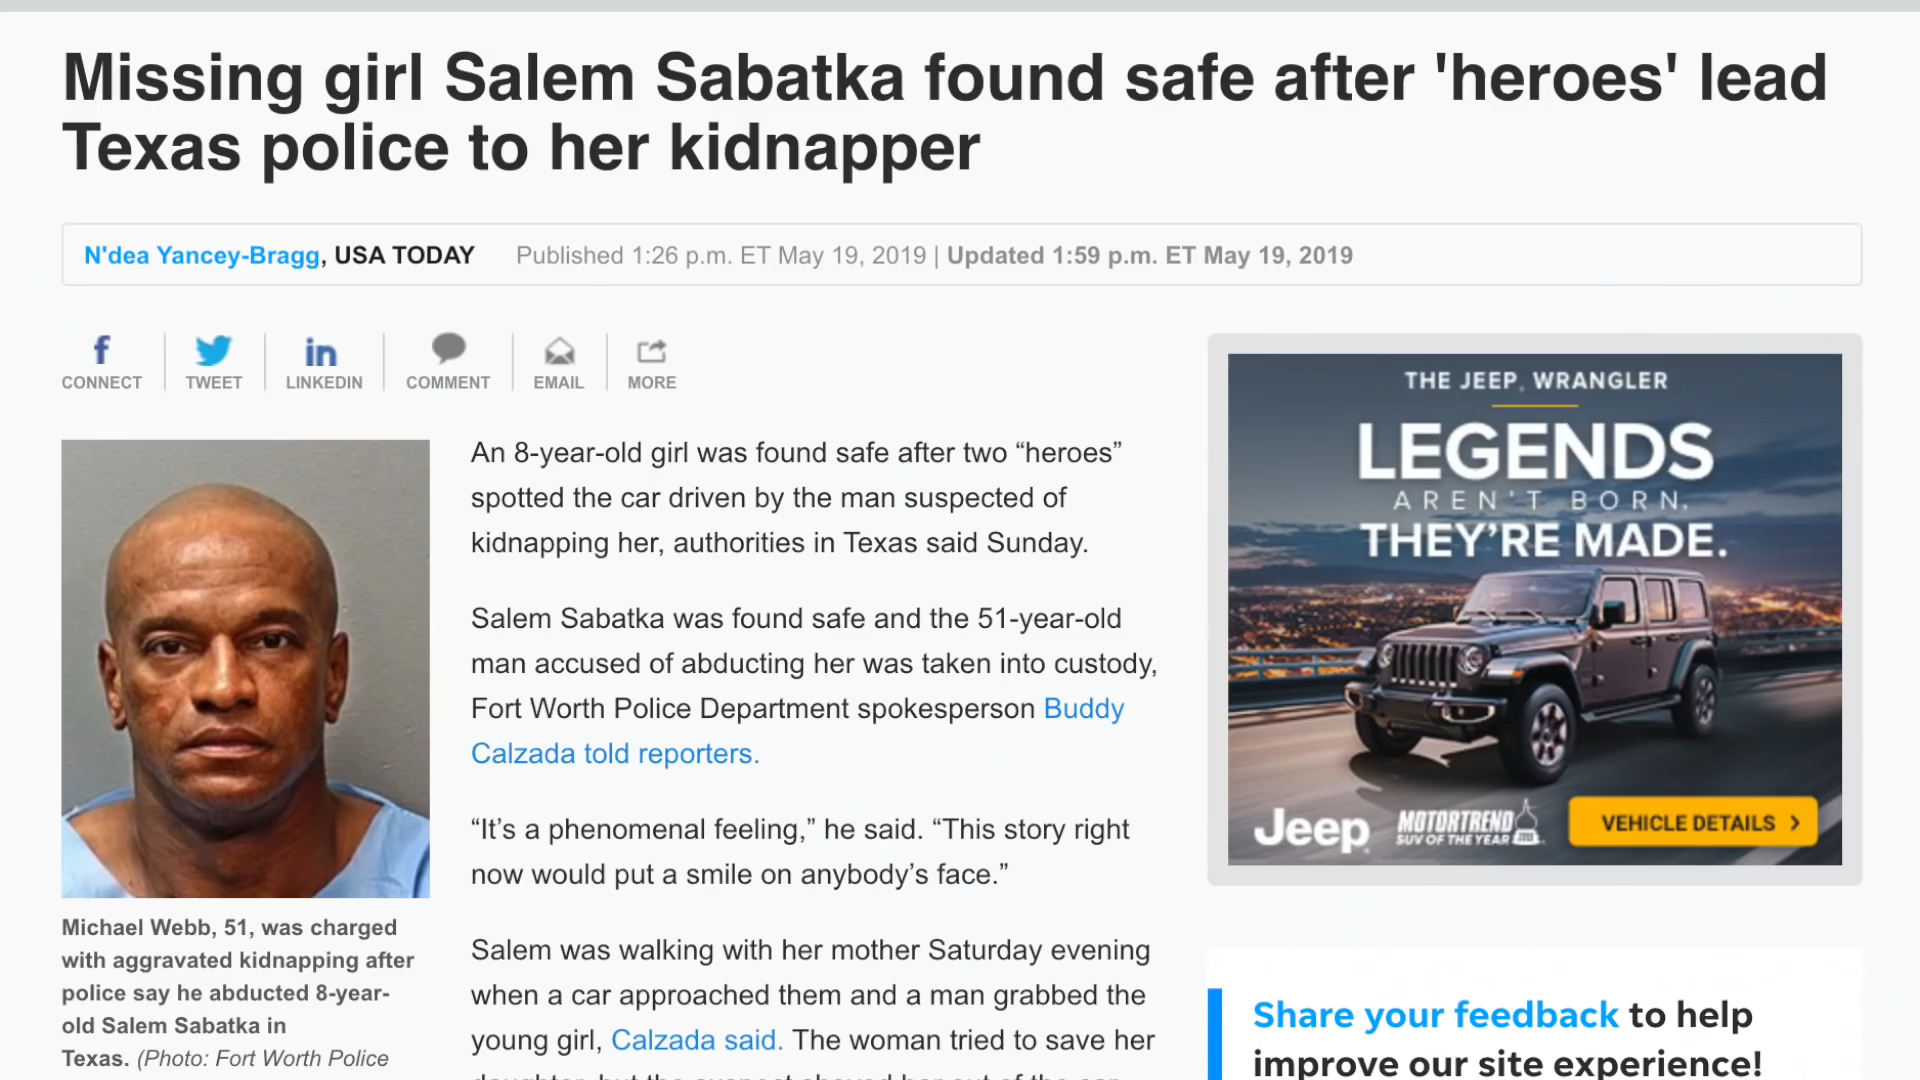 Missing girl Salem Sabatka found safe after 'heroes' lead
Texas police to her kidnapper
N'dea Yancey-Bragg, USA TODAY Published 1:26 p.m. ET May 19, 2019 | Updated 1:59 p.m. ET May 19, 2019
CONNECT TWEET LINKEDIN COMMENT EMAIL MORE
Michael Webb, 51, was charged
with aggravated kidnapping after
police say he abducted 8-year-
old Salem Sabatka in
Texas. (Photo: Fort Worth Police
An 8-year-old girl was found safe after two “heroes”
spotted the car driven by the man suspected of
kidnapping her, authorities in Texas said Sunday.
Salem Sabatka was found safe and the 51-year-old
man accused of abducting her was taken into custody,
Fort Worth Police Department spokesperson Buddy
Calzada told reporters.
“It’s a phenomenal feeling,” he said. “This story right
now would put a smile on anybody’s face.”
Salem was walking with her mother Saturday evening
when a car approached them and a man grabbed the
young girl, Calzada said. The woman tried to save her
THE JEEP WRANGLER
LEGENDS
AREN'T BORN.
THEY'RE MADE.
Jeep
MOTORTREND
SUV OF THE YEAR
VEHICLE DETAILS
Share your feedback to help
improve our site experience!